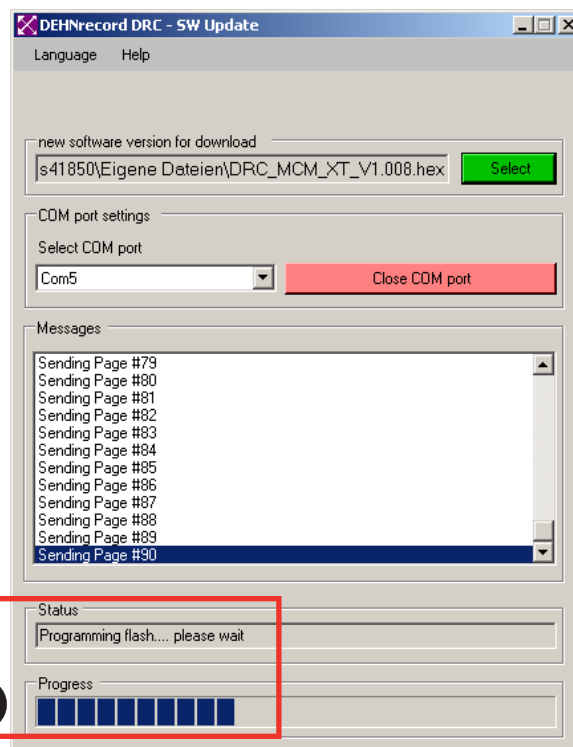 DEHNrecord DRC - SW Update
Language Help
new software version for download
s41850\Eigene Dateien\DRC_MCM_XT_V1.008.hex Select
COM port settings
Select COM port
Com5 Close COM port
Messages
Sending Page #79
Sending Page #80
Sending Page #81
Sending Page #82
Sending Page #83
Sending Page #84
Sending Page #85
Sending Page #86
Sending Page #87
Sending Page #88
Sending Page #89
Sending Page #90
Status
Programming flash.... please wait
Progress